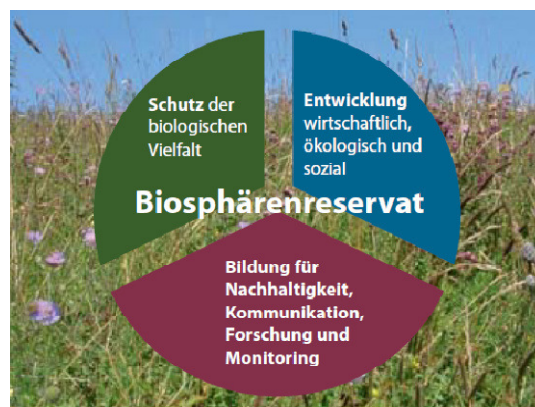 Schutz der
biologischen
Vielfalt
Entwicklung
wirtschaftlich,
ökologisch und
sozial
Biosphärenreservat
Bildung für
Nachhaltigkeit,
Kommunikation,
Forschung und
Monitoring